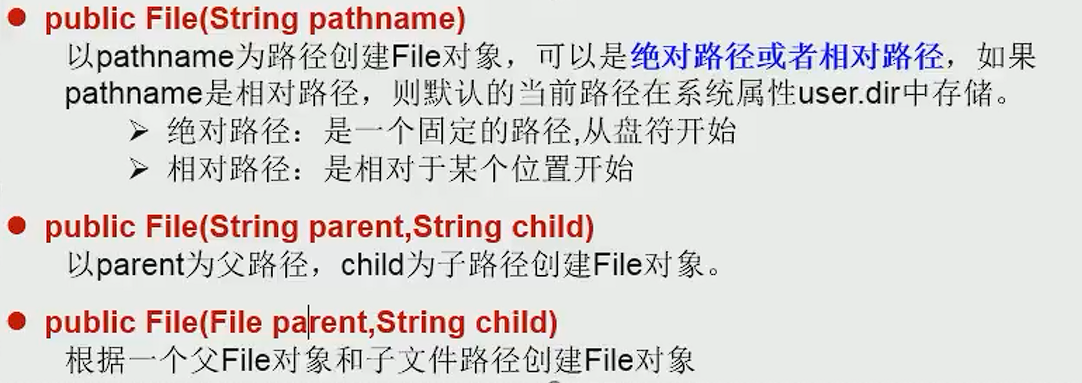 ● public File(String pathname)
以pathname为路径创建File对象，可以是绝对路径或者相对路径，如果
pathname是相对路径，则默认的当前路径在系统属性user.dir中存储。
➢ 绝对路径：是一个固定的路径,从盘符开始
➢ 相对路径：是相对于某个位置开始
● public File(String parent,String child)
以parent为父路径，child为子路径创建File对象。
● public File(File parent,String child)
根据一个父File对象和子文件路径创建File对象